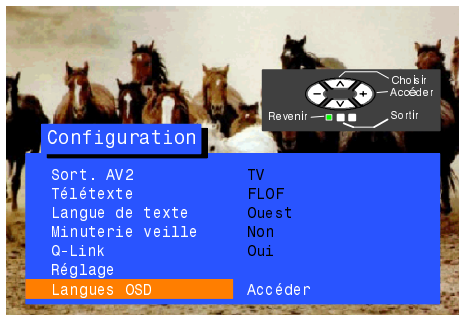 Choisir
Accéder
Revenir
Sortir
Configuration
Sort. AV2 TV
Télétexte FLOF
Langue de texte Ouest
Minuterie veille Non
Q-Link Oui
Réglage
Langues OSD Accéder